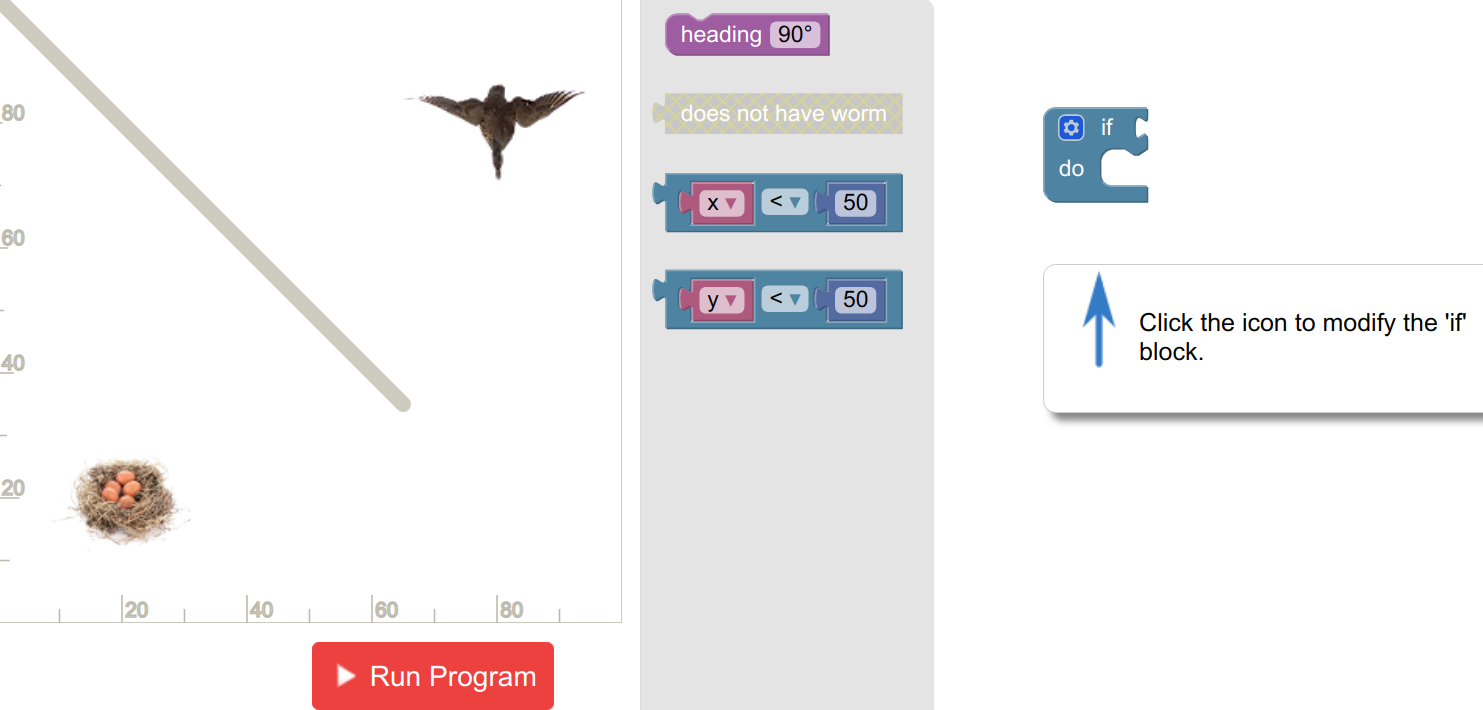 80
60
40
20
20
40
60
80
Run Program
heading 90°
does not have worm
x ▾ < ▾ 50
y ▾ < ▾ 50
if
do
Click the icon to modify the 'if'
block.